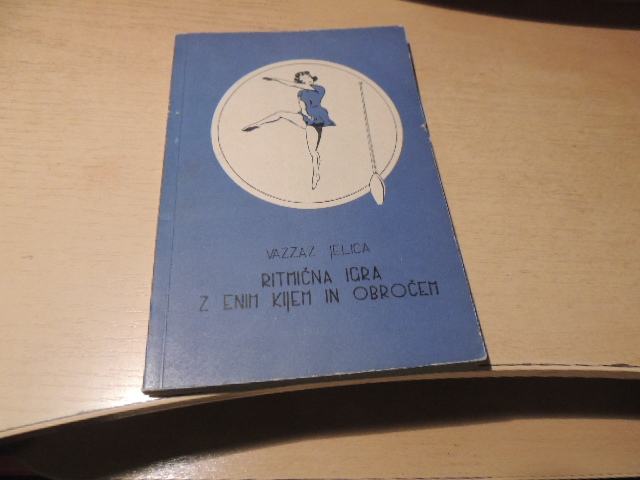 VAZZAZ JELICA
RITMIČNA IGRA
Z ENIM KIJEM IN OBROČEM